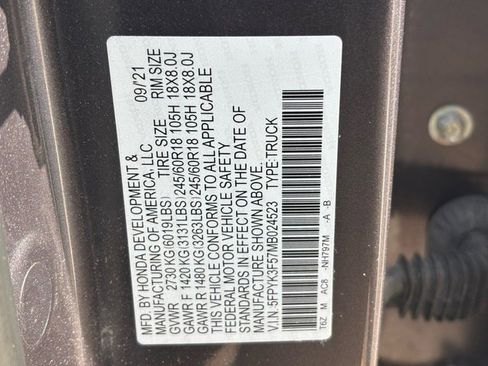 MFD. BY HONDA DEVELOPMENT & 09/21
MANUFACTURING OF AMERICA, LLC
TIRE SIZE RIM SIZE
GVWR 2730 KG(6019LBS)
GAWR F 1420 KG(3131LBS) 245/60R18 105H 18X8.0J
GAWR R 1480 KG(3263LBS) 245/60R18 105H 18X8.0J
THIS VEHICLE CONFORMS TO ALL APPLICABLE
FEDERAL MOTOR VEHICLE SAFETY
STANDARDS IN EFFECT ON THE DATE OF
MANUFACTURE SHOWN ABOVE.
V.I.N.:5FPYK3F57MB024523 TYPE:TRUCK
T6Z M AC8 -NH797M -A -B